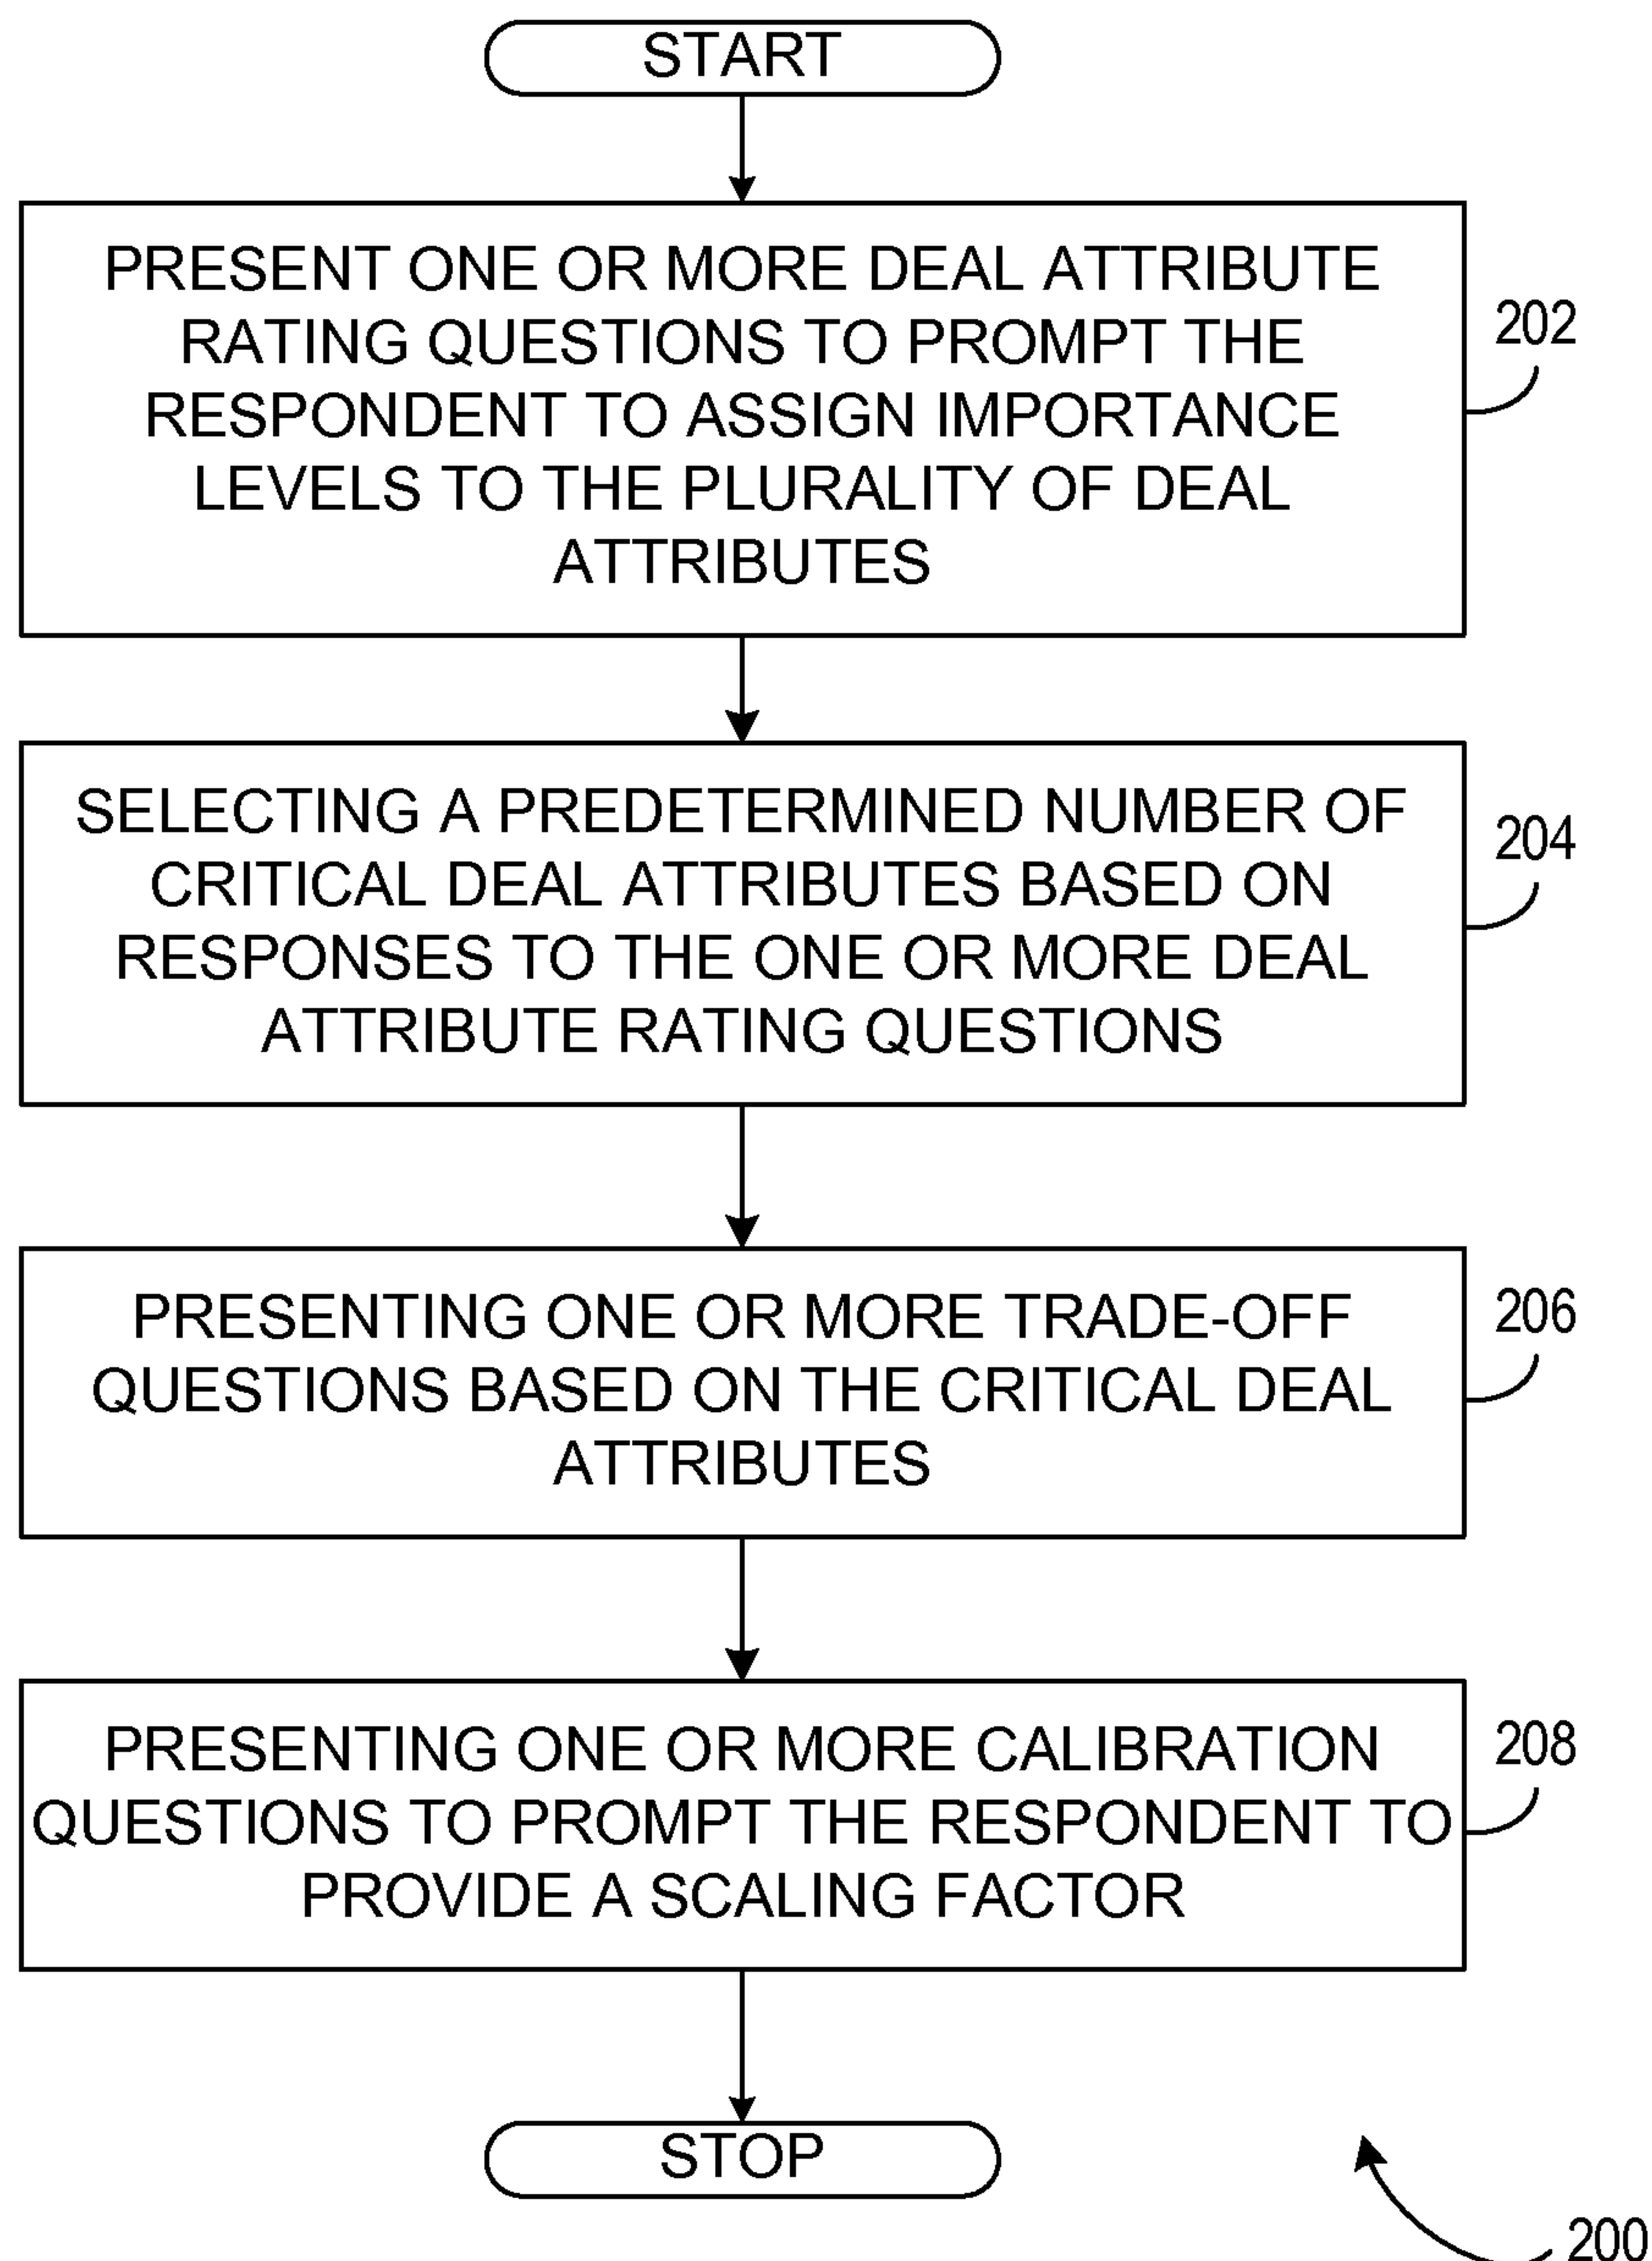 START
PRESENT ONE OR MORE DEAL ATTRIBUTE
RATING QUESTIONS TO PROMPT THE
RESPONDENT TO ASSIGN IMPORTANCE
LEVELS TO THE PLURALITY OF DEAL
ATTRIBUTES
202
SELECTING A PREDETERMINED NUMBER OF
CRITICAL DEAL ATTRIBUTES BASED ON
RESPONSES TO THE ONE OR MORE DEAL
ATTRIBUTE RATING QUESTIONS
204
PRESENTING ONE OR MORE TRADE-OFF
QUESTIONS BASED ON THE CRITICAL DEAL
ATTRIBUTES
206
PRESENTING ONE OR MORE CALIBRATION
QUESTIONS TO PROMPT THE RESPONDENT TO
PROVIDE A SCALING FACTOR
208
STOP
200